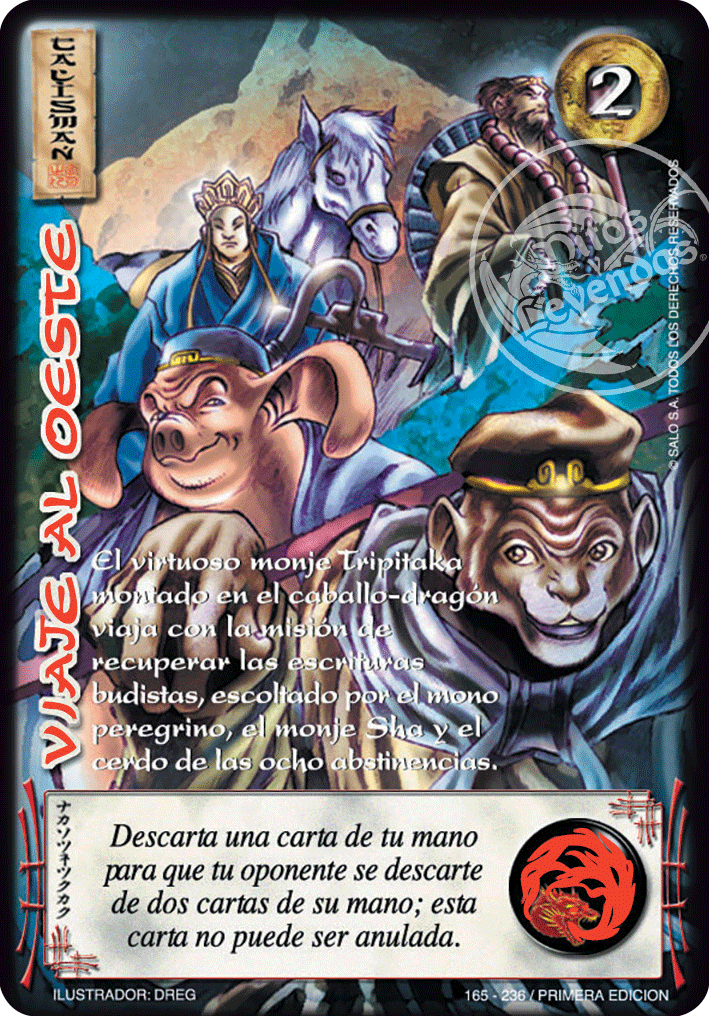 TALISMAN
2
Mitos y
Leyendas
®
© SALO S.A. TODOS LOS DERECHOS RESERVADOS
VIAJE AL OESTE
El virtuoso monje Tripitaka
montado en el caballo-dragón
viaja con la misión de
recuperar las escrituras
budistas, escoltado por el mono
peregrino, el monje Sha y el
cerdo de las ocho abstinencias.
ナカソツネツクカク
Descarta una carta de tu mano
para que tu oponente se descarte
de dos cartas de su mano; esta
carta no puede ser anulada.
ILUSTRADOR: DREG
165 - 236 / PRIMERA EDICION